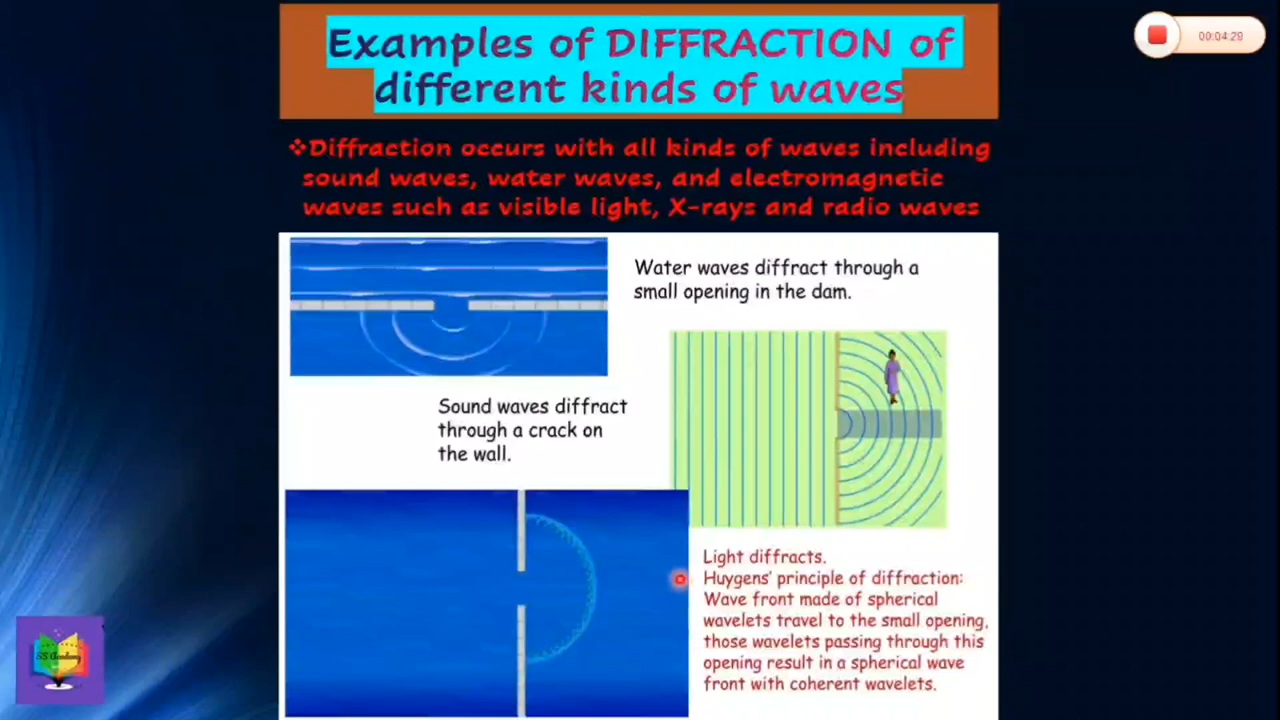 Examples of DIFFRACTION of
different kinds of waves
00:04:29
❖Diffraction occurs with all kinds of waves including
sound waves, water waves, and electromagnetic
waves such as visible light, X-rays and radio waves
Water waves diffract through a
small opening in the dam.
Sound waves diffract
through a crack on
the wall.
Light diffracts.
Huygens' principle of diffraction:
Wave front made of spherical
wavelets travel to the small opening,
those wavelets passing through this
opening result in a spherical wave
front with coherent wavelets.
SS Academy